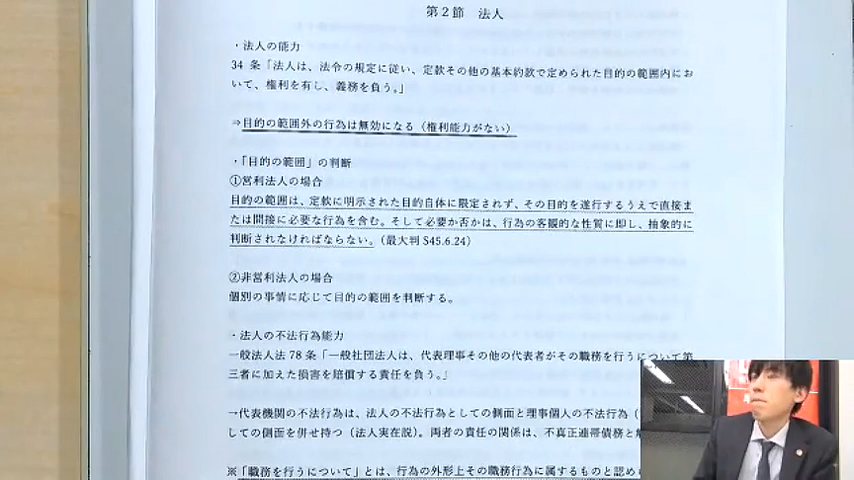 第2節 法人
・法人の能力
34 条「法人は、法令の規定に従い、定款その他の基本約款で定められた目的の範囲内にお
いて、権利を有し、義務を負う。」
⇒目的の範囲外の行為は無効になる（権利能力がない）
・「目的の範囲」の判断
①営利法人の場合
目的の範囲は、定款に明示された目的自体に限定されず、その目的を遂行するうえで直接ま
たは間接に必要な行為を含む。そして必要か否かは、行為の客観的な性質に即し、抽象的に
判断されなければならない。（最大判 S45.6.24）
②非営利法人の場合
個別の事情に応じて目的の範囲を判断する。
・法人の不法行為能力
一般法人法 78 条「一般社団法人は、代表理事その他の代表者がその職務を行うについて第
三者に加えた損害を賠償する責任を負う。」
→代表機関の不法行為は、法人の不法行為としての側面と理事個人の不法行為（
しての側面を併せ持つ（法人実在説）。両者の責任の関係は、不真正連帯債務と
※「職務を行うについて」とは、行為の外形上その職務行為に属するものと認め